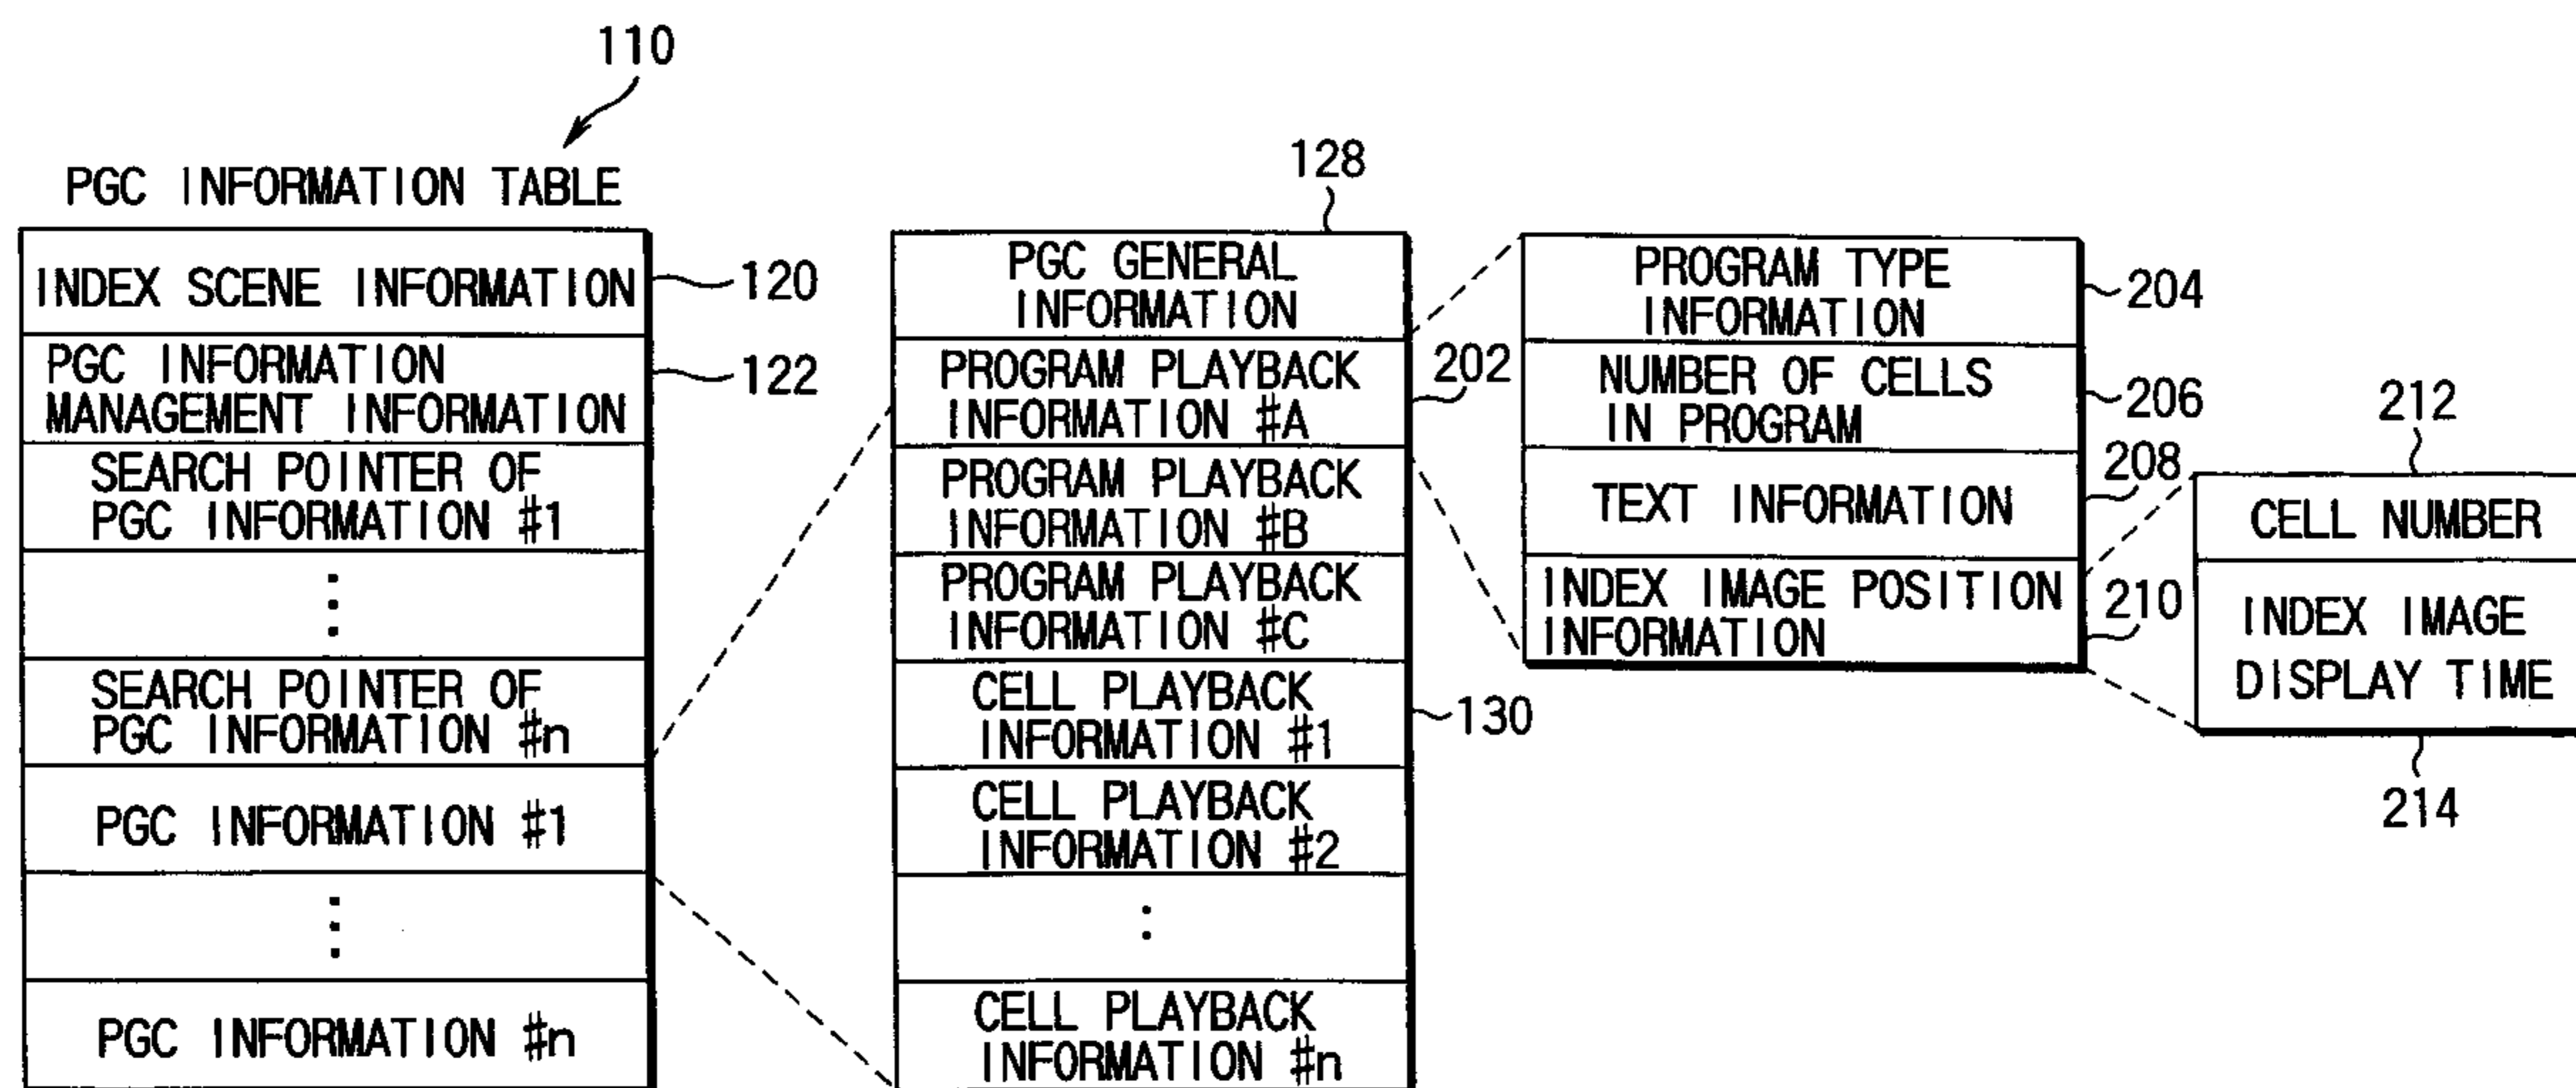 110
PGC INFORMATION TABLE
INDEX SCENE INFORMATION
120
PGC INFORMATION
MANAGEMENT INFORMATION
122
SEARCH POINTER OF
PGC INFORMATION #1
SEARCH POINTER OF
PGC INFORMATION #n
PGC INFORMATION #1
PGC INFORMATION #n
128
PGC GENERAL
INFORMATION
PROGRAM PLAYBACK
INFORMATION #A
202
PROGRAM PLAYBACK
INFORMATION #B
PROGRAM PLAYBACK
INFORMATION #C
CELL PLAYBACK
INFORMATION #1
130
CELL PLAYBACK
INFORMATION #2
CELL PLAYBACK
INFORMATION #n
PROGRAM TYPE
INFORMATION
204
NUMBER OF CELLS
IN PROGRAM
206
TEXT INFORMATION
208
INDEX IMAGE POSITION
INFORMATION
210
212
CELL NUMBER
INDEX IMAGE
DISPLAY TIME
214